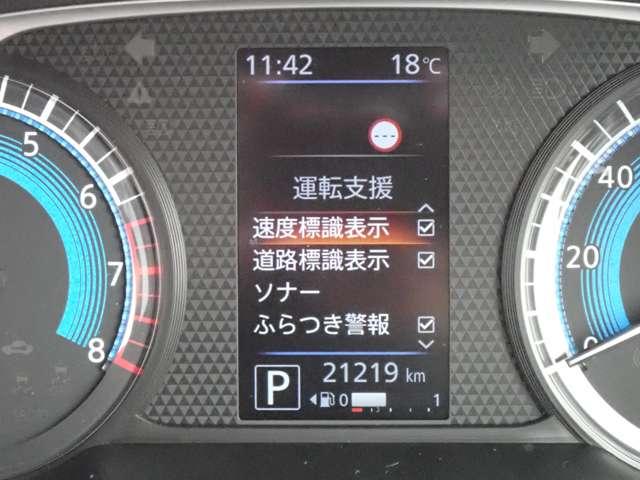 11:42 18℃
---
運転支援
速度標識表示
道路標識表示
ソナー
ふらつき警報
P 21219 km
0 1
5
6
7
8
40
20
0